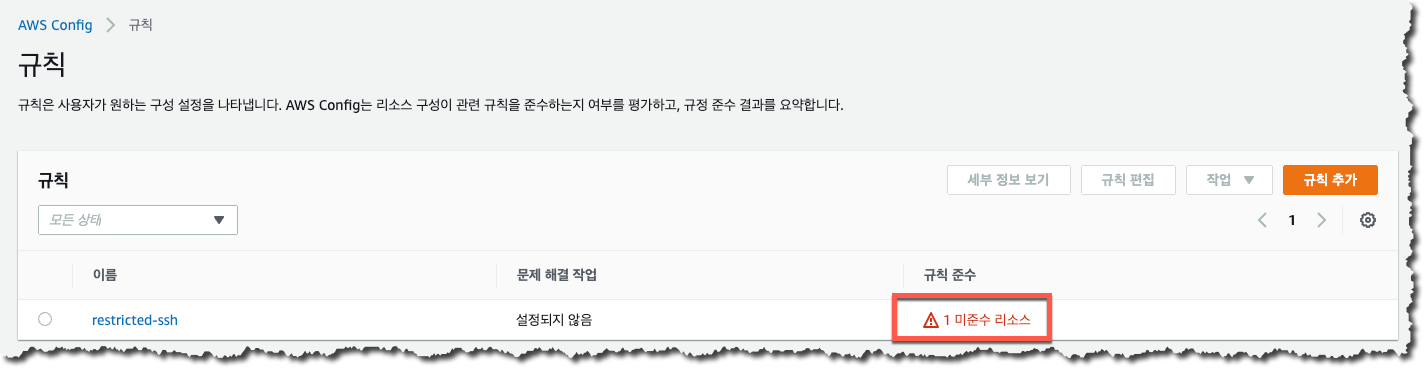 AWS Config > 규칙
규칙
규칙은 사용자가 원하는 구성 설정을 나타냅니다. AWS Config는 리소스 구성이 관련 규칙을 준수하는지 여부를 평가하고, 규정 준수 결과를 요약합니다.
규칙 세부 정보 보기 규칙 편집 작업 규칙 추가
모든 상태 1
이름 문제 해결 작업 규칙 준수
restricted-ssh 설정되지 않음 1 미준수 리소스